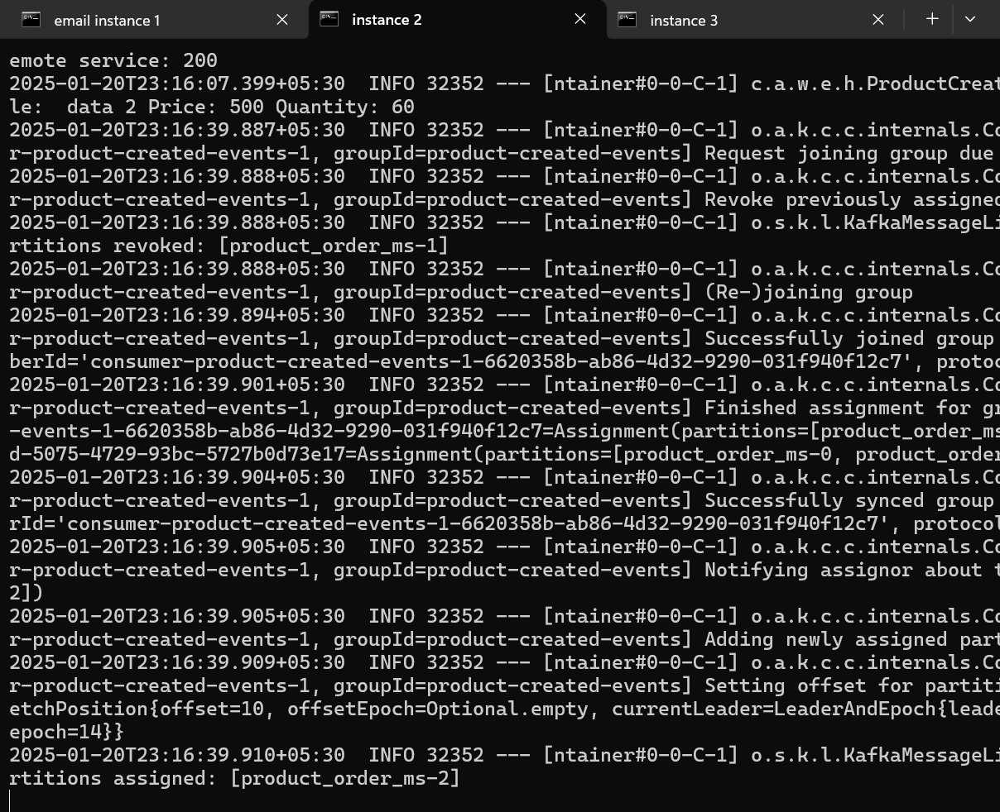 email instance 1
instance 2
instance 3
emote service: 200
2025-01-20T23:16:07.399+05:30  INFO 32352 --- [ntainer#0-0-C-1] c.a.w.e.h.ProductCreat
le:  data 2 Price: 500 Quantity: 60
2025-01-20T23:16:39.887+05:30  INFO 32352 --- [ntainer#0-0-C-1] o.a.k.c.c.internals.Co
r-product-created-events-1, groupId=product-created-events] Request joining group due
2025-01-20T23:16:39.888+05:30  INFO 32352 --- [ntainer#0-0-C-1] o.a.k.c.c.internals.Co
r-product-created-events-1, groupId=product-created-events] Revoke previously assigned
2025-01-20T23:16:39.888+05:30  INFO 32352 --- [ntainer#0-0-C-1] o.s.k.l.KafkaMessageLi
rtitions revoked: [product_order_ms-1]
2025-01-20T23:16:39.888+05:30  INFO 32352 --- [ntainer#0-0-C-1] o.a.k.c.c.internals.Co
r-product-created-events-1, groupId=product-created-events] (Re-)joining group
2025-01-20T23:16:39.894+05:30  INFO 32352 --- [ntainer#0-0-C-1] o.a.k.c.c.internals.Co
r-product-created-events-1, groupId=product-created-events] Successfully joined group
berId='consumer-product-created-events-1-6620358b-ab86-4d32-9290-031f940f12c7', protoc
2025-01-20T23:16:39.901+05:30  INFO 32352 --- [ntainer#0-0-C-1] o.a.k.c.c.internals.Co
r-product-created-events-1, groupId=product-created-events] Finished assignment for gr
-events-1-6620358b-ab86-4d32-9290-031f940f12c7=Assignment(partitions=[product_order_ms
d-5075-4729-93bc-5727b0d73e17=Assignment(partitions=[product_order_ms-0, product_order
2025-01-20T23:16:39.904+05:30  INFO 32352 --- [ntainer#0-0-C-1] o.a.k.c.c.internals.Co
r-product-created-events-1, groupId=product-created-events] Successfully synced group
rId='consumer-product-created-events-1-6620358b-ab86-4d32-9290-031f940f12c7', protocol
2025-01-20T23:16:39.905+05:30  INFO 32352 --- [ntainer#0-0-C-1] o.a.k.c.c.internals.Co
r-product-created-events-1, groupId=product-created-events] Notifying assignor about t
2])
2025-01-20T23:16:39.905+05:30  INFO 32352 --- [ntainer#0-0-C-1] o.a.k.c.c.internals.Co
r-product-created-events-1, groupId=product-created-events] Adding newly assigned part
2025-01-20T23:16:39.909+05:30  INFO 32352 --- [ntainer#0-0-C-1] o.a.k.c.c.internals.Co
r-product-created-events-1, groupId=product-created-events] Setting offset for partiti
etchPosition{offset=10, offsetEpoch=Optional.empty, currentLeader=LeaderAndEpoch{leade
epoch=14}}
2025-01-20T23:16:39.910+05:30  INFO 32352 --- [ntainer#0-0-C-1] o.s.k.l.KafkaMessageLi
rtitions assigned: [product_order_ms-2]